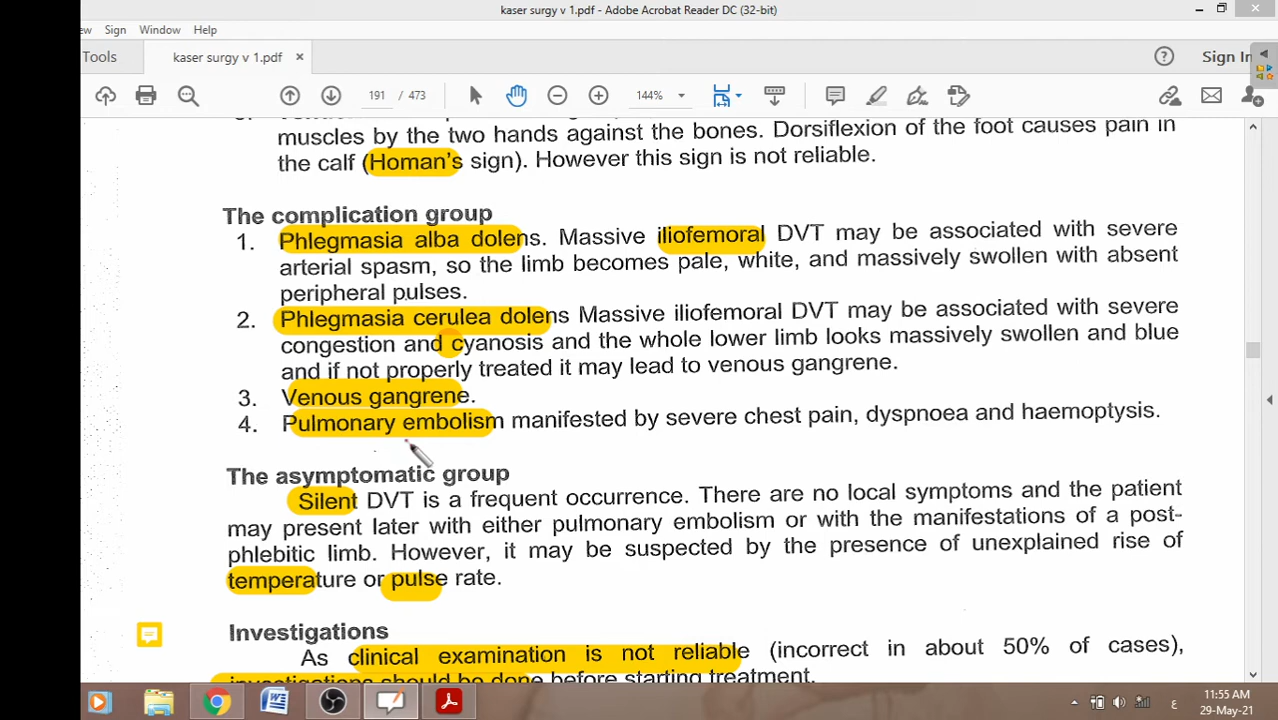 kaser surgy v 1.pdf - Adobe Acrobat Reader DC (32-bit)
ew Sign Window Help
Tools kaser surgy v 1.pdf × Sign In
191 / 473 144%
muscles by the two hands against the bones. Dorsiflexion of the foot causes pain in
the calf (Homan's sign). However this sign is not reliable.
The complication group
1. Phlegmasia alba dolens. Massive iliofemoral DVT may be associated with severe
arterial spasm, so the limb becomes pale, white, and massively swollen with absent
peripheral pulses.
2. Phlegmasia cerulea dolens Massive iliofemoral DVT may be associated with severe
congestion and cyanosis and the whole lower limb looks massively swollen and blue
and if not properly treated it may lead to venous gangrene.
3. Venous gangrene.
4. Pulmonary embolism manifested by severe chest pain, dyspnoea and haemoptysis.
The asymptomatic group
Silent DVT is a frequent occurrence. There are no local symptoms and the patient
may present later with either pulmonary embolism or with the manifestations of a post-
phlebitic limb. However, it may be suspected by the presence of unexplained rise of
temperature or pulse rate.
Investigations
As clinical examination is not reliable (incorrect in about 50% of cases),
investigations should be done before starting treatment.
11:55 AM
29-May-21
ع